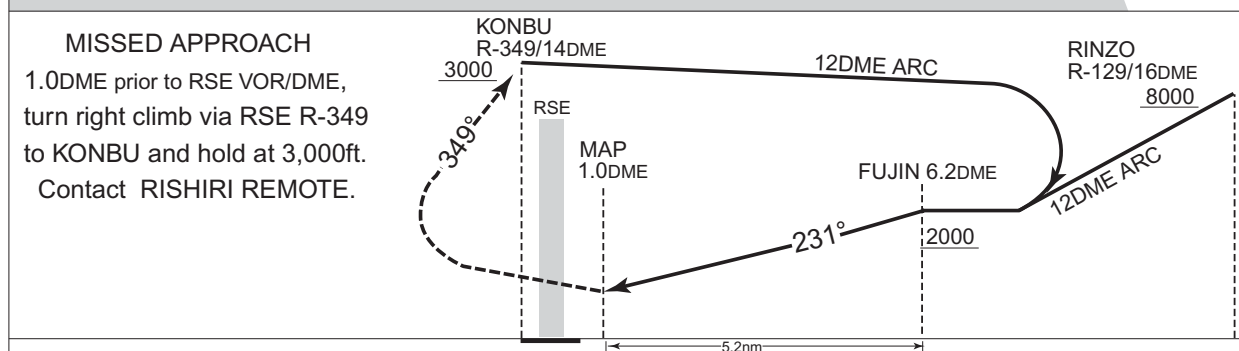 MISSED APPROACH
1.0DME prior to RSE VOR/DME,
turn right climb via RSE R-349
to KONBU and hold at 3,000ft.
Contact RISHIRI REMOTE.
KONBU
R-349/14DME
3000
349°
RSE
MAP
1.0DME
12DME ARC
FUJIN 6.2DME
231°
2000
RINZO
R-129/16DME
8000
12DME ARC
5.2nm